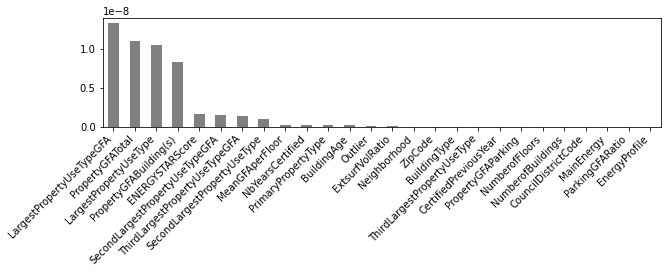 1e−8
1.0
0.5
0.0
LargestPropertyUseTypeGFA
PropertyGFATotal
LargestPropertyUseType
PropertyGFABuilding(s)
ENERGYSTARScore
SecondLargestPropertyUseTypeGFA
ThirdLargestPropertyUseTypeGFA
SecondLargestPropertyUseType
MeanGFAperFloor
NbYearsCertified
PrimaryPropertyType
BuildingAge
Outlier
ExtsurfVolRatio
Neighborhood
ZipCode
BuildingType
ThirdLargestPropertyUseType
CertifiedPreviousYear
PropertyGFAParking
NumberofFloors
NumberofBuildings
CouncilDistrictCode
MainEnergy
ParkingGFARatio
EnergyProfile